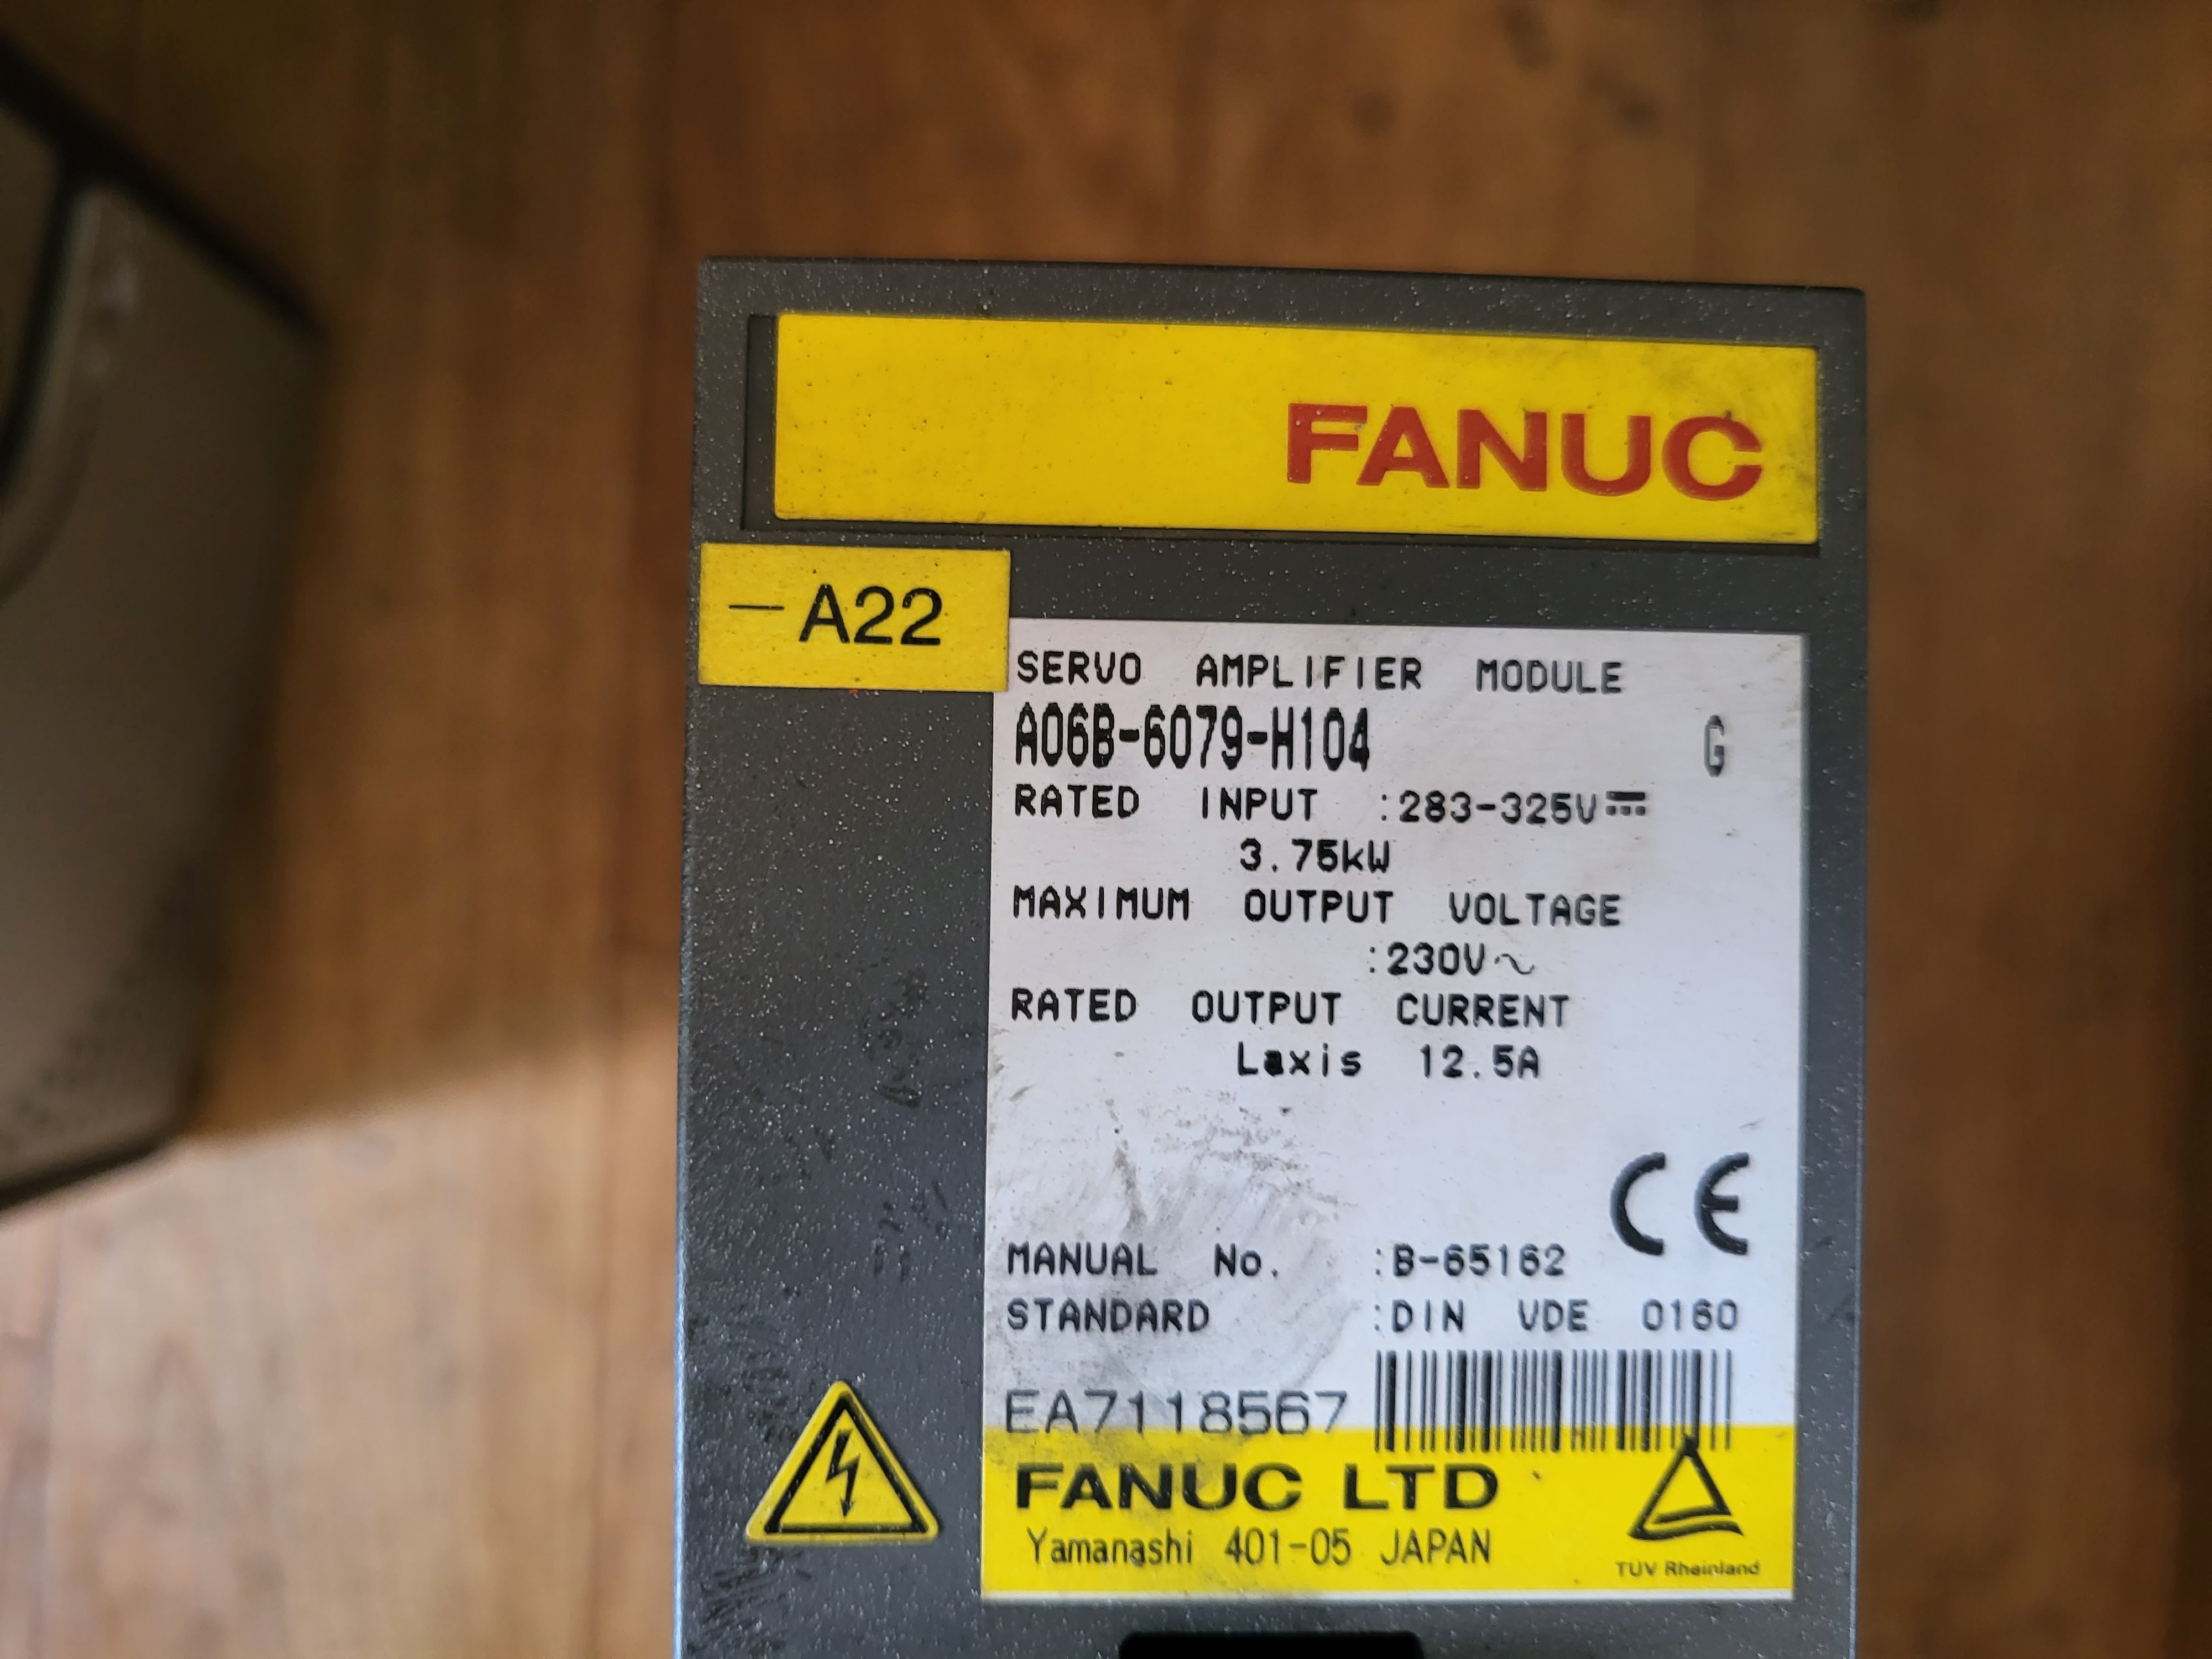 FANUC
-A22
SERVO AMPLIFIER MODULE
A06B-6079-H104 G
RATED INPUT :283-325V⎓
3.75kW
MAXIMUM OUTPUT VOLTAGE
:230V~
RATED OUTPUT CURRENT
Laxis 12.5A
CE
MANUAL No. :B-65162
STANDARD :DIN VDE 0160
EA7118567
FANUC LTD
Yamanashi 401-05 JAPAN
TÜV Rheinland